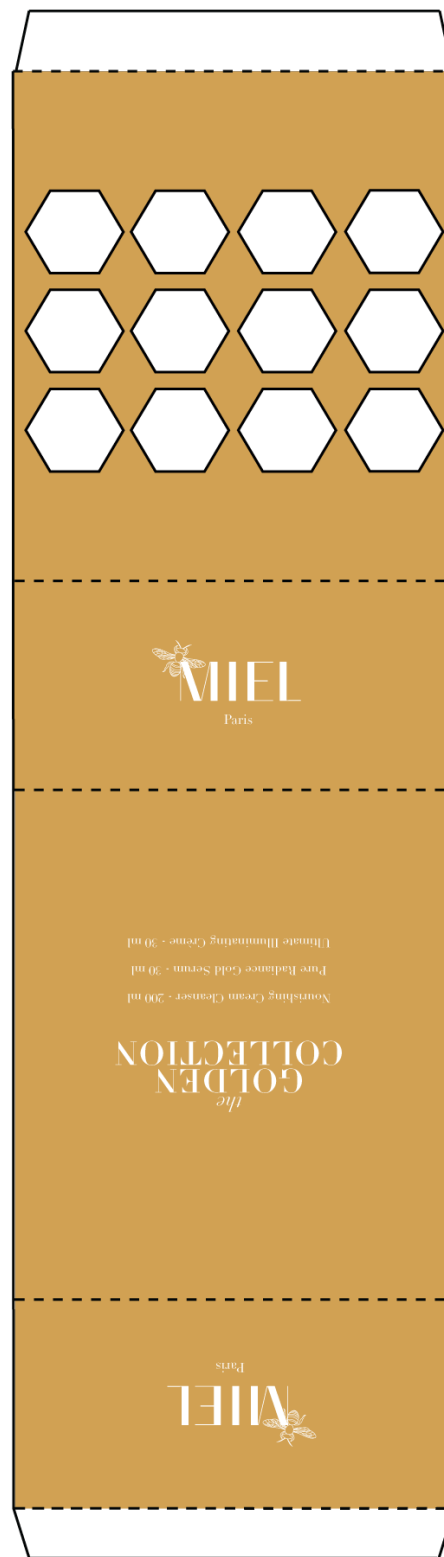 MIEL
Paris
the
GOLDEN
COLLECTION
Nourishing Cream Cleanser - 200 ml
Pure Radiance Gold Serum - 30 ml
Ultimate Illuminating Crème - 30 ml
MIEL
Paris